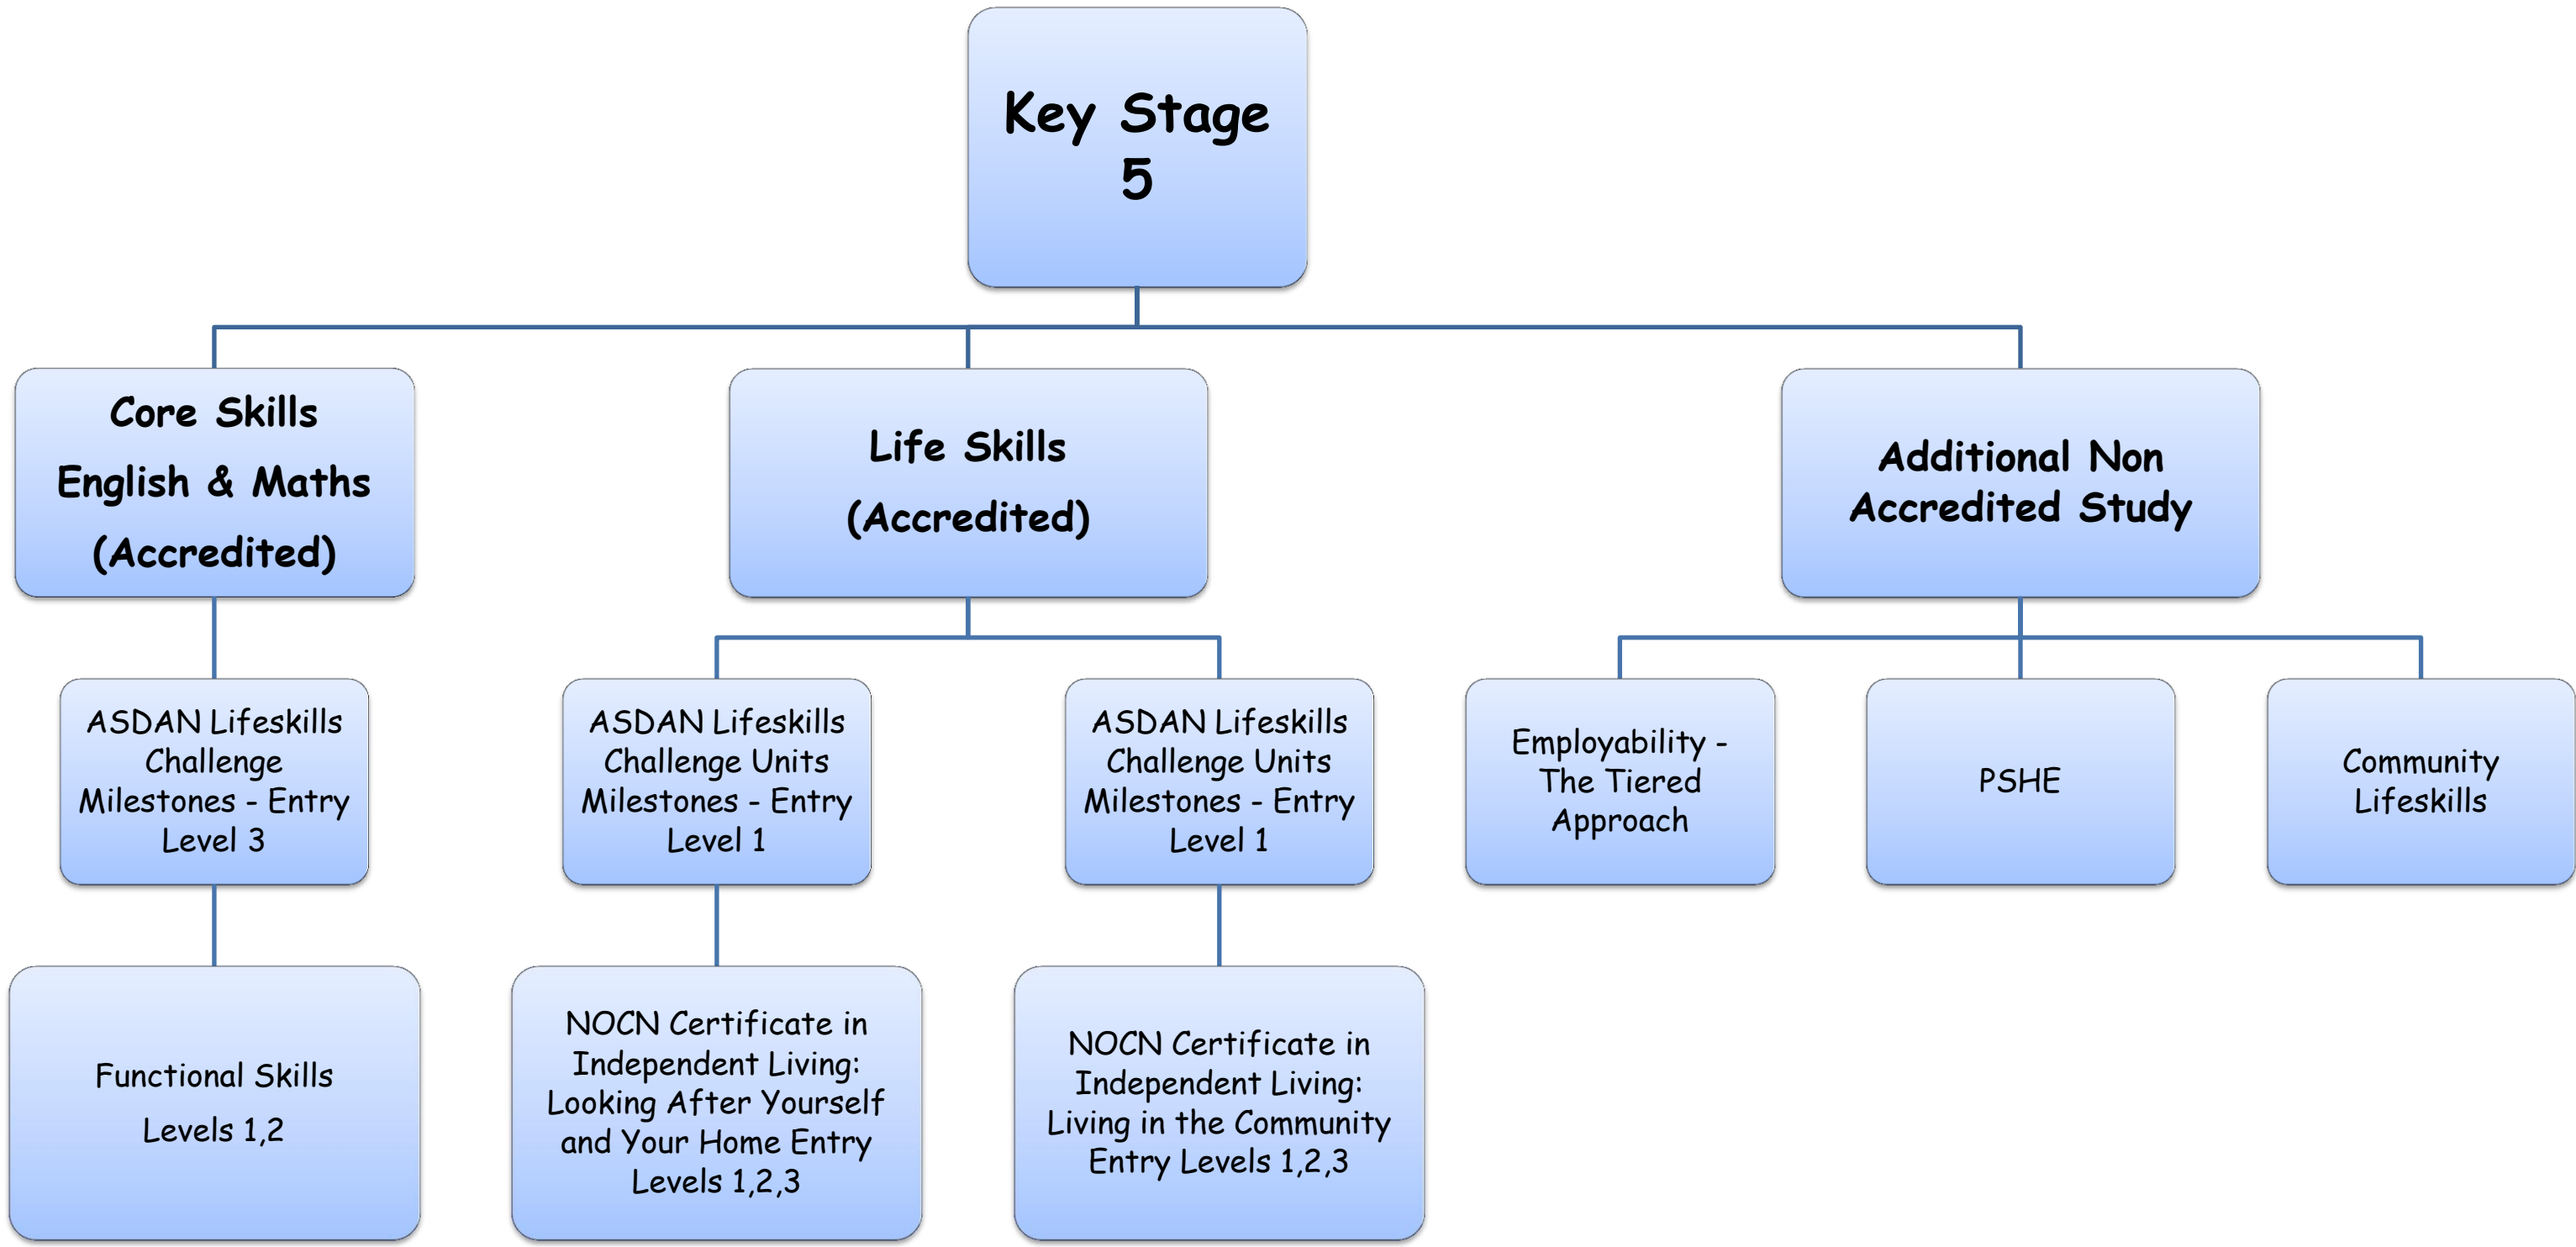 Key Stage
5
Core Skills
English & Maths
(Accredited)
Life Skills
(Accredited)
Additional Non
Accredited Study
ASDAN Lifeskills
Challenge
Milestones - Entry
Level 3
ASDAN Lifeskills
Challenge Units
Milestones - Entry
Level 1
ASDAN Lifeskills
Challenge Units
Milestones - Entry
Level 1
Employability -
The Tiered
Approach
PSHE
Community
Lifeskills
Functional Skills
Levels 1,2
NOCN Certificate in
Independent Living:
Looking After Yourself
and Your Home Entry
Levels 1,2,3
NOCN Certificate in
Independent Living:
Living in the Community
Entry Levels 1,2,3